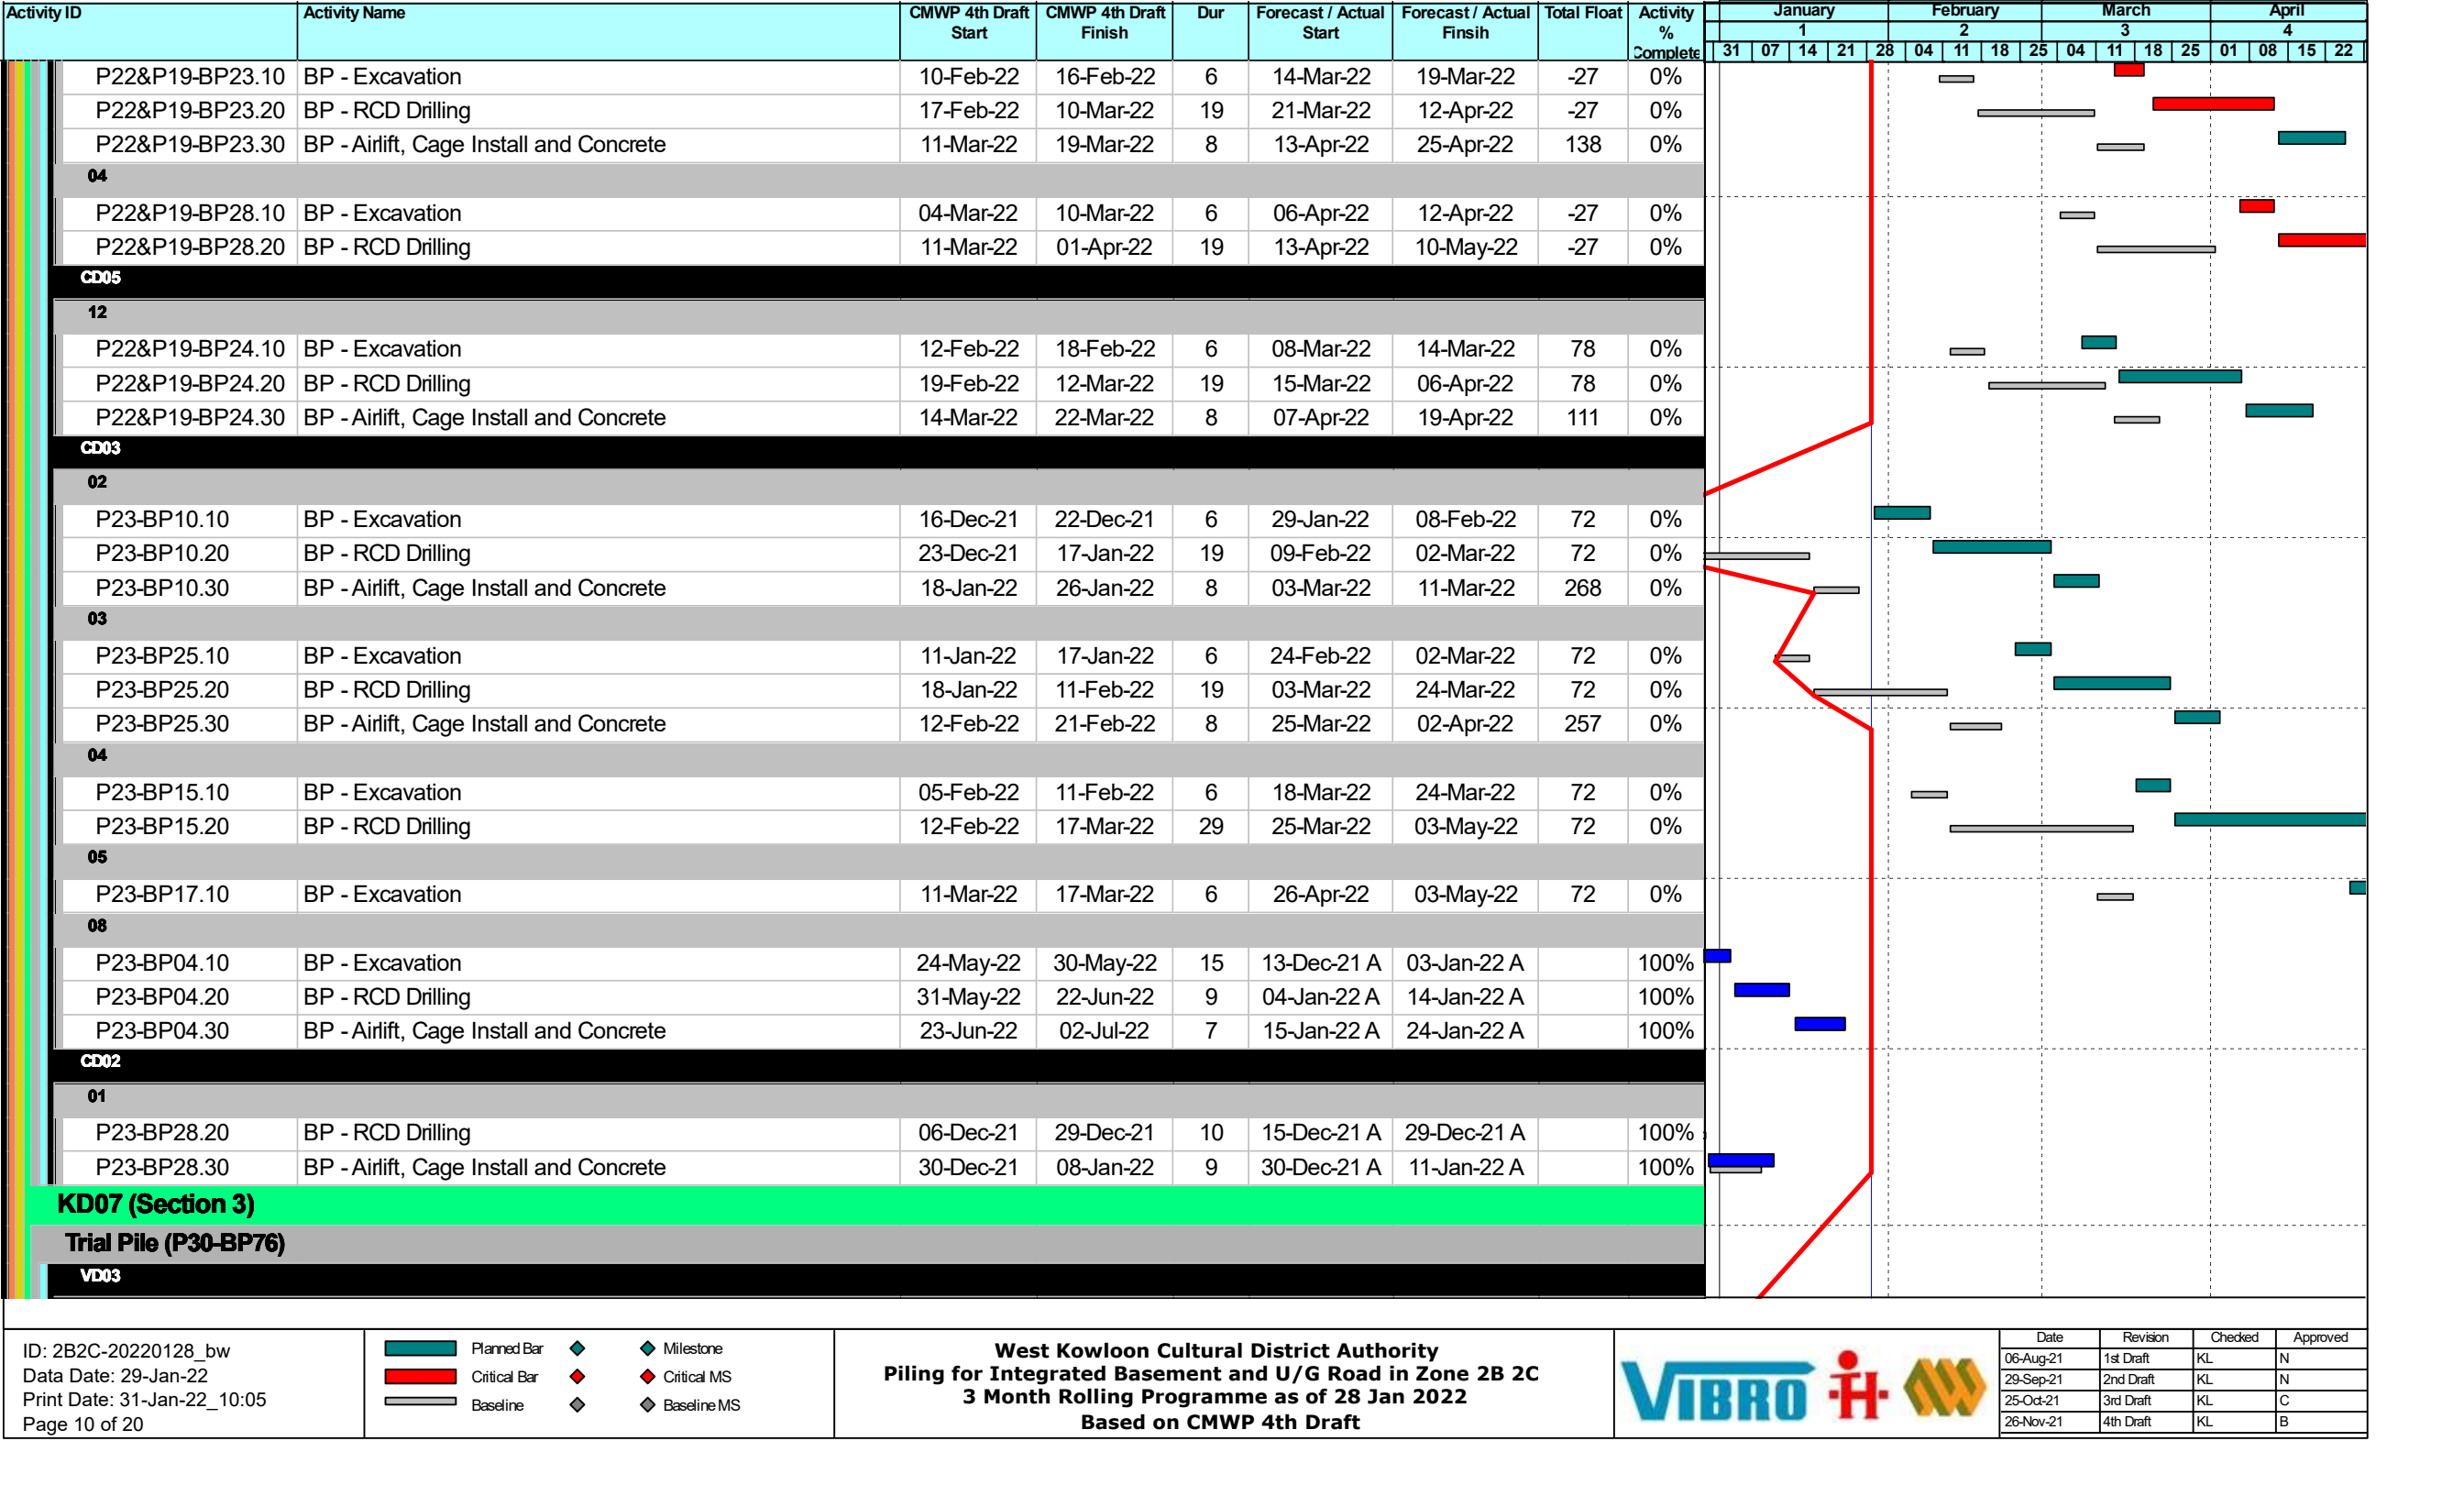 Activity ID Activity Name CMWP 4th Draft Start CMWP 4th Draft Finish Dur Forecast / Actual Start Forecast / Actual Finsih Total Float Activity % Complete January February March April
1 2 3 4
31 07 14 21 28 04 11 18 25 04 11 18 25 01 08 15 22
P22&P19-BP23.10 BP - Excavation 10-Feb-22 16-Feb-22 6 14-Mar-22 19-Mar-22 -27 0%
P22&P19-BP23.20 BP - RCD Drilling 17-Feb-22 10-Mar-22 19 21-Mar-22 12-Apr-22 -27 0%
P22&P19-BP23.30 BP - Airlift, Cage Install and Concrete 11-Mar-22 19-Mar-22 8 13-Apr-22 25-Apr-22 138 0%
04
P22&P19-BP28.10 BP - Excavation 04-Mar-22 10-Mar-22 6 06-Apr-22 12-Apr-22 -27 0%
P22&P19-BP28.20 BP - RCD Drilling 11-Mar-22 01-Apr-22 19 13-Apr-22 10-May-22 -27 0%
CD05
12
P22&P19-BP24.10 BP - Excavation 12-Feb-22 18-Feb-22 6 08-Mar-22 14-Mar-22 78 0%
P22&P19-BP24.20 BP - RCD Drilling 19-Feb-22 12-Mar-22 19 15-Mar-22 06-Apr-22 78 0%
P22&P19-BP24.30 BP - Airlift, Cage Install and Concrete 14-Mar-22 22-Mar-22 8 07-Apr-22 19-Apr-22 111 0%
CD03
02
P23-BP10.10 BP - Excavation 16-Dec-21 22-Dec-21 6 29-Jan-22 08-Feb-22 72 0%
P23-BP10.20 BP - RCD Drilling 23-Dec-21 17-Jan-22 19 09-Feb-22 02-Mar-22 72 0%
P23-BP10.30 BP - Airlift, Cage Install and Concrete 18-Jan-22 26-Jan-22 8 03-Mar-22 11-Mar-22 268 0%
03
P23-BP25.10 BP - Excavation 11-Jan-22 17-Jan-22 6 24-Feb-22 02-Mar-22 72 0%
P23-BP25.20 BP - RCD Drilling 18-Jan-22 11-Feb-22 19 03-Mar-22 24-Mar-22 72 0%
P23-BP25.30 BP - Airlift, Cage Install and Concrete 12-Feb-22 21-Feb-22 8 25-Mar-22 02-Apr-22 257 0%
04
P23-BP15.10 BP - Excavation 05-Feb-22 11-Feb-22 6 18-Mar-22 24-Mar-22 72 0%
P23-BP15.20 BP - RCD Drilling 12-Feb-22 17-Mar-22 29 25-Mar-22 03-May-22 72 0%
05
P23-BP17.10 BP - Excavation 11-Mar-22 17-Mar-22 6 26-Apr-22 03-May-22 72 0%
08
P23-BP04.10 BP - Excavation 24-May-22 30-May-22 15 13-Dec-21 A 03-Jan-22 A 100%
P23-BP04.20 BP - RCD Drilling 31-May-22 22-Jun-22 9 04-Jan-22 A 14-Jan-22 A 100%
P23-BP04.30 BP - Airlift, Cage Install and Concrete 23-Jun-22 02-Jul-22 7 15-Jan-22 A 24-Jan-22 A 100%
CD02
01
P23-BP28.20 BP - RCD Drilling 06-Dec-21 29-Dec-21 10 15-Dec-21 A 29-Dec-21 A 100%
P23-BP28.30 BP - Airlift, Cage Install and Concrete 30-Dec-21 08-Jan-22 9 30-Dec-21 A 11-Jan-22 A 100%
KD07 (Section 3)
Trial Pile (P30-BP76)
VD03
ID: 2B2C-20220128_bw
Data Date: 29-Jan-22
Print Date: 31-Jan-22_10:05
Page 10 of 20
Planned Bar Milestone
Critical Bar Critical MS
Baseline Baseline MS
West Kowloon Cultural District Authority
Piling for Integrated Basement and U/G Road in Zone 2B 2C
3 Month Rolling Programme as of 28 Jan 2022
Based on CMWP 4th Draft
VIBRO
Date Revision Checked Approved
06-Aug-21 1st Draft KL N
29-Sep-21 2nd Draft KL N
25-Oct-21 3rd Draft KL C
26-Nov-21 4th Draft KL B